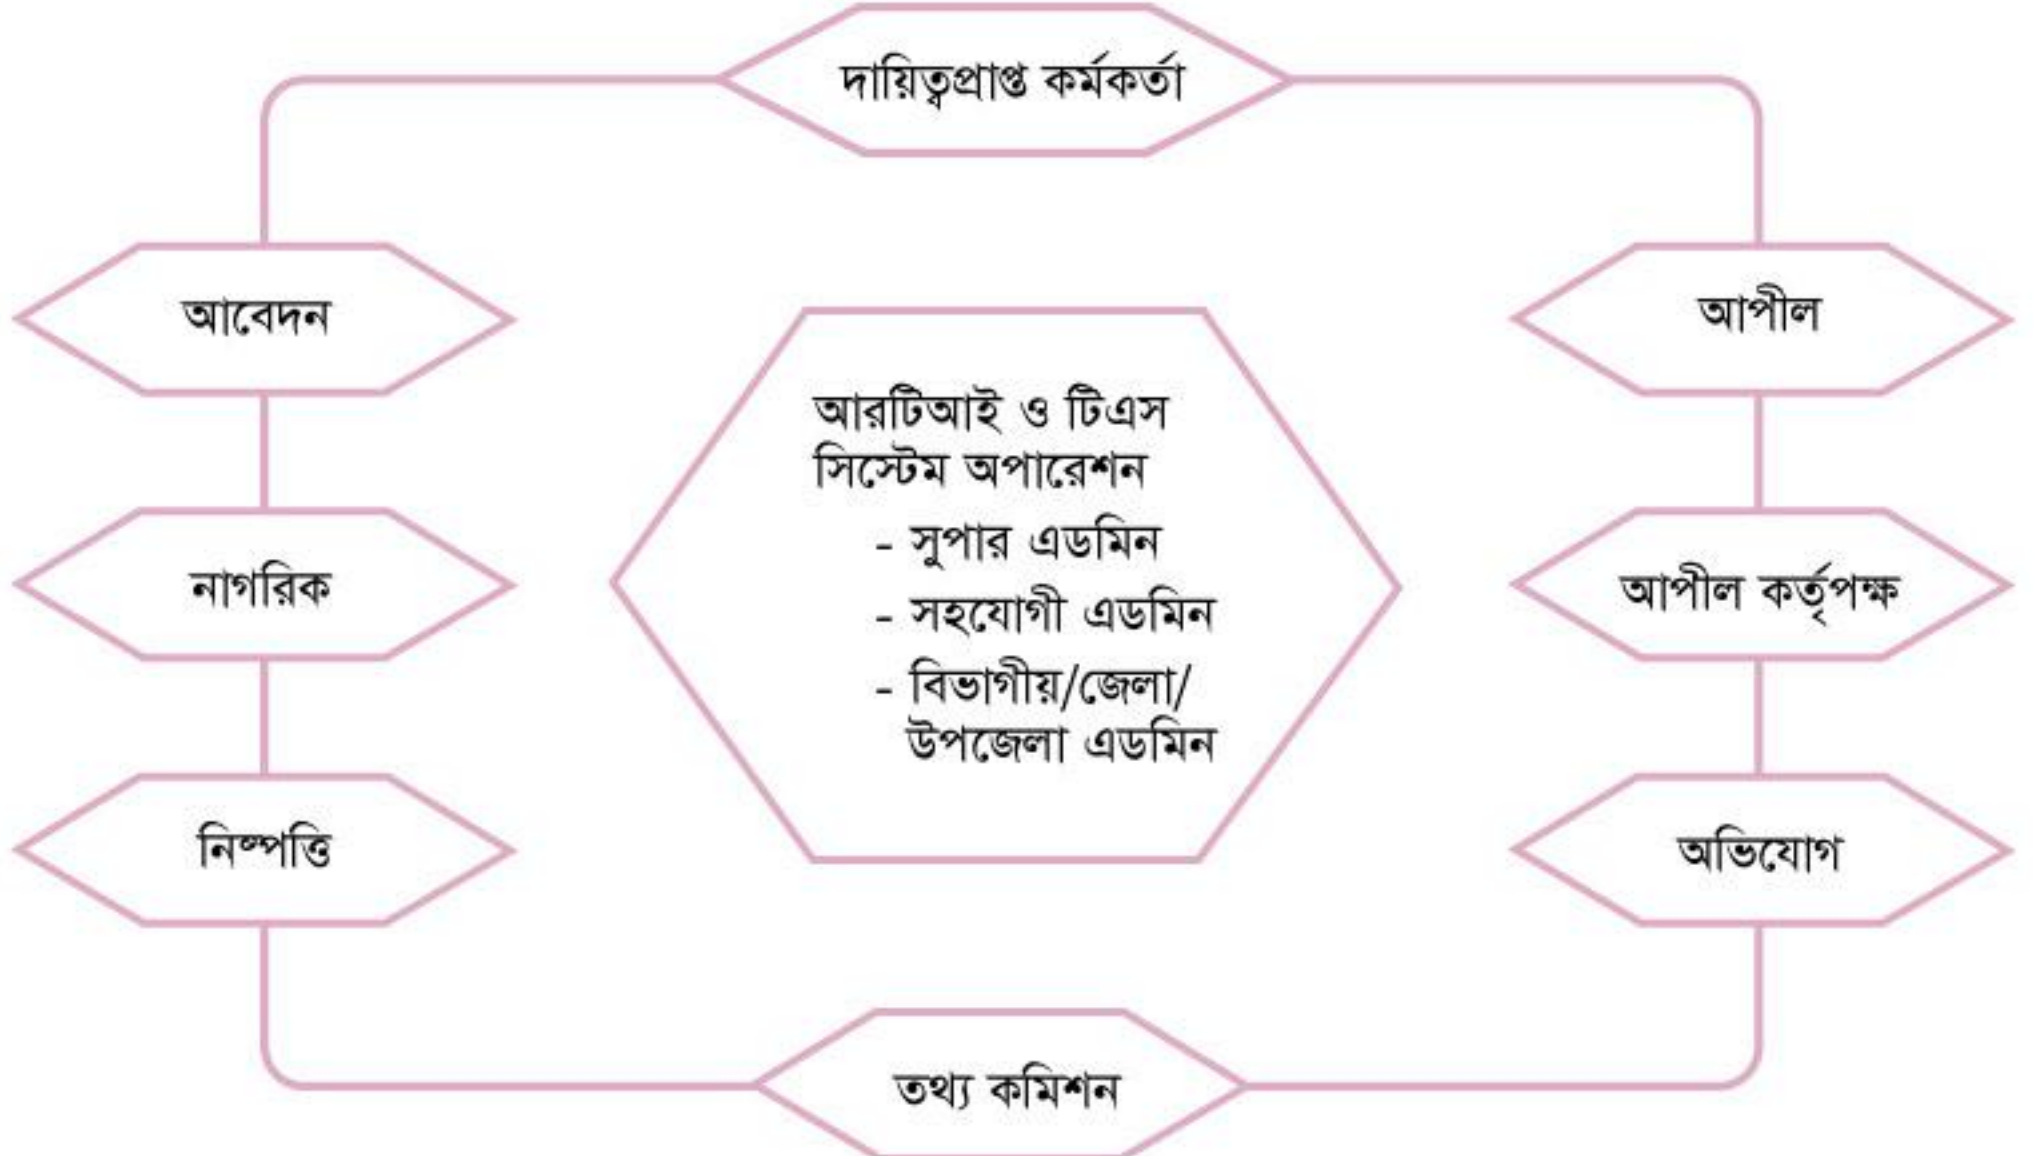 দায়িত্বপ্রাপ্ত কর্মকর্তা
আবেদন
আপীল
আরটিআই ও টিএস
সিস্টেম অপারেশন
- সুপার এডমিন
- সহযোগী এডমিন
- বিভাগীয়/জেলা/
উপজেলা এডমিন
নাগরিক
আপীল কর্তৃপক্ষ
নিষ্পত্তি
অভিযোগ
তথ্য কমিশন